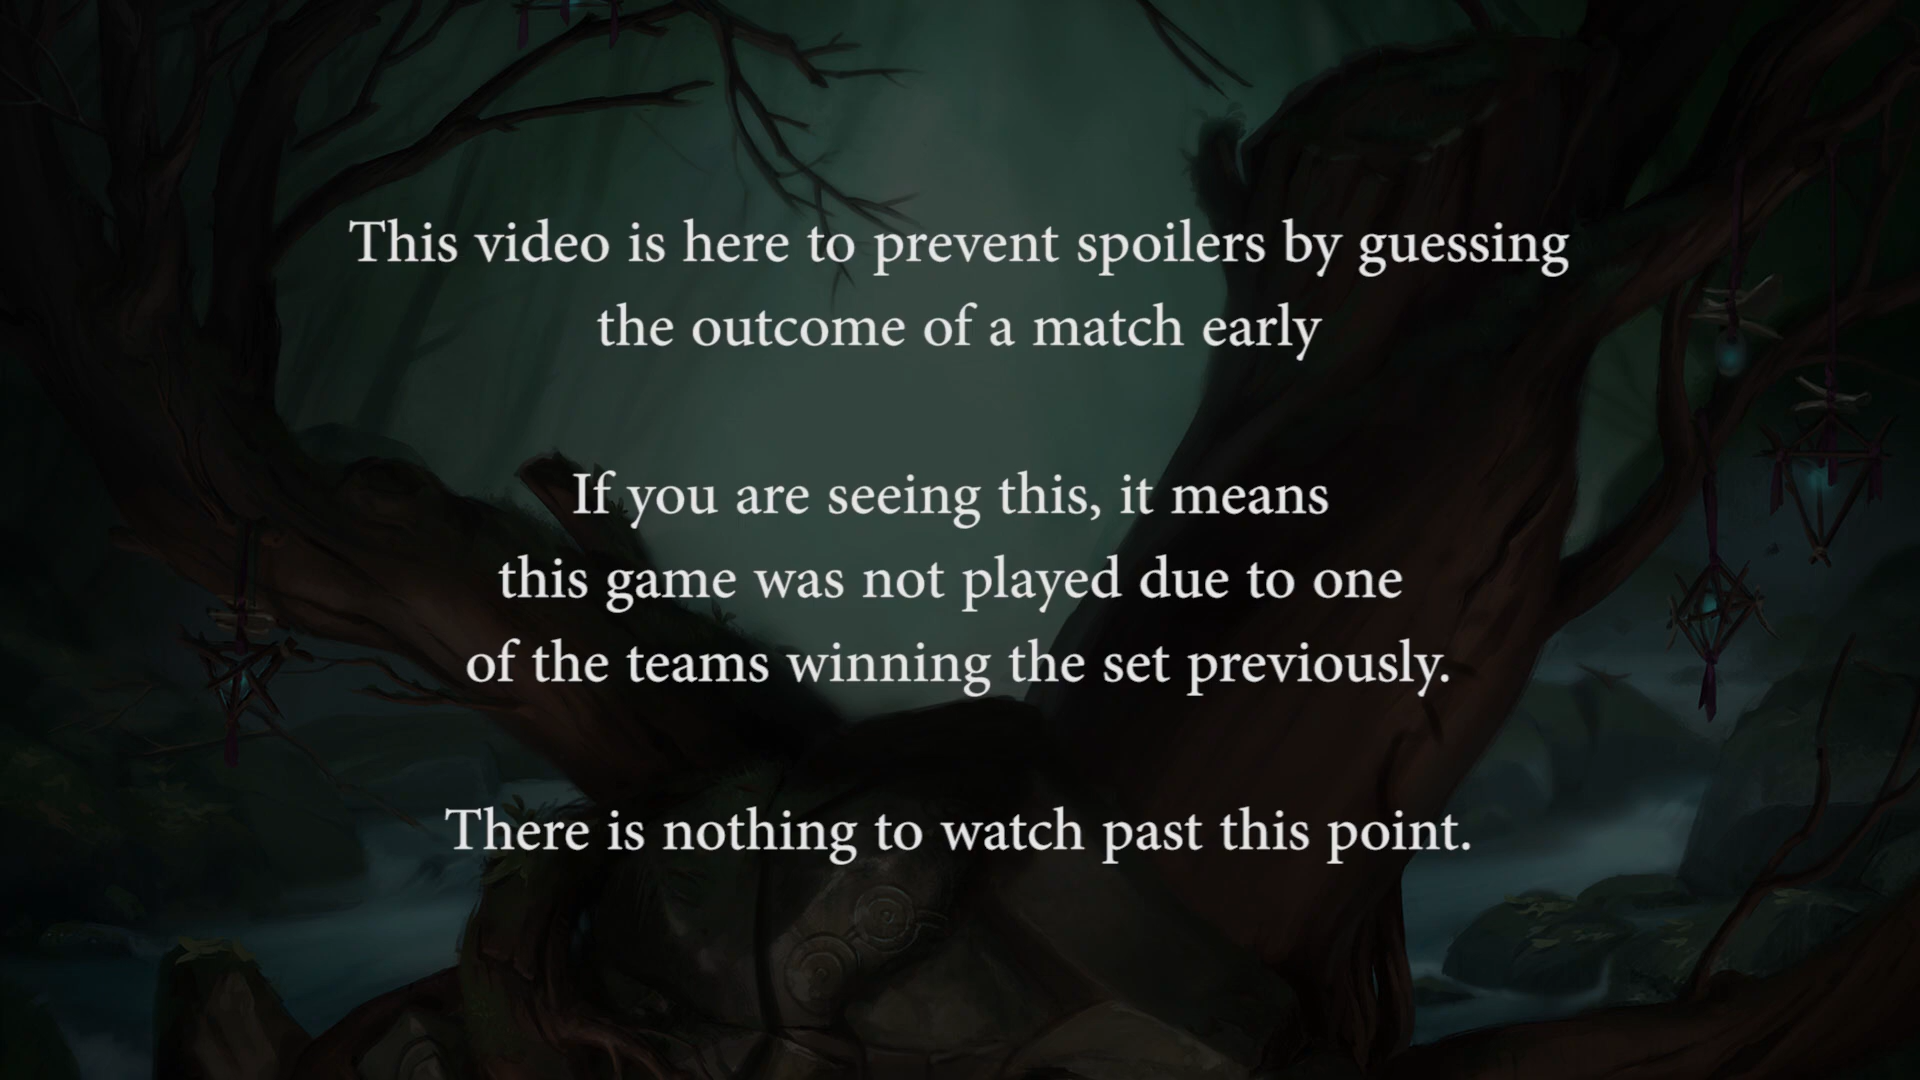 This video is here to prevent spoilers by guessing
the outcome of a match early
If you are seeing this, it means
this game was not played due to one
of the teams winning the set previously.
There is nothing to watch past this point.